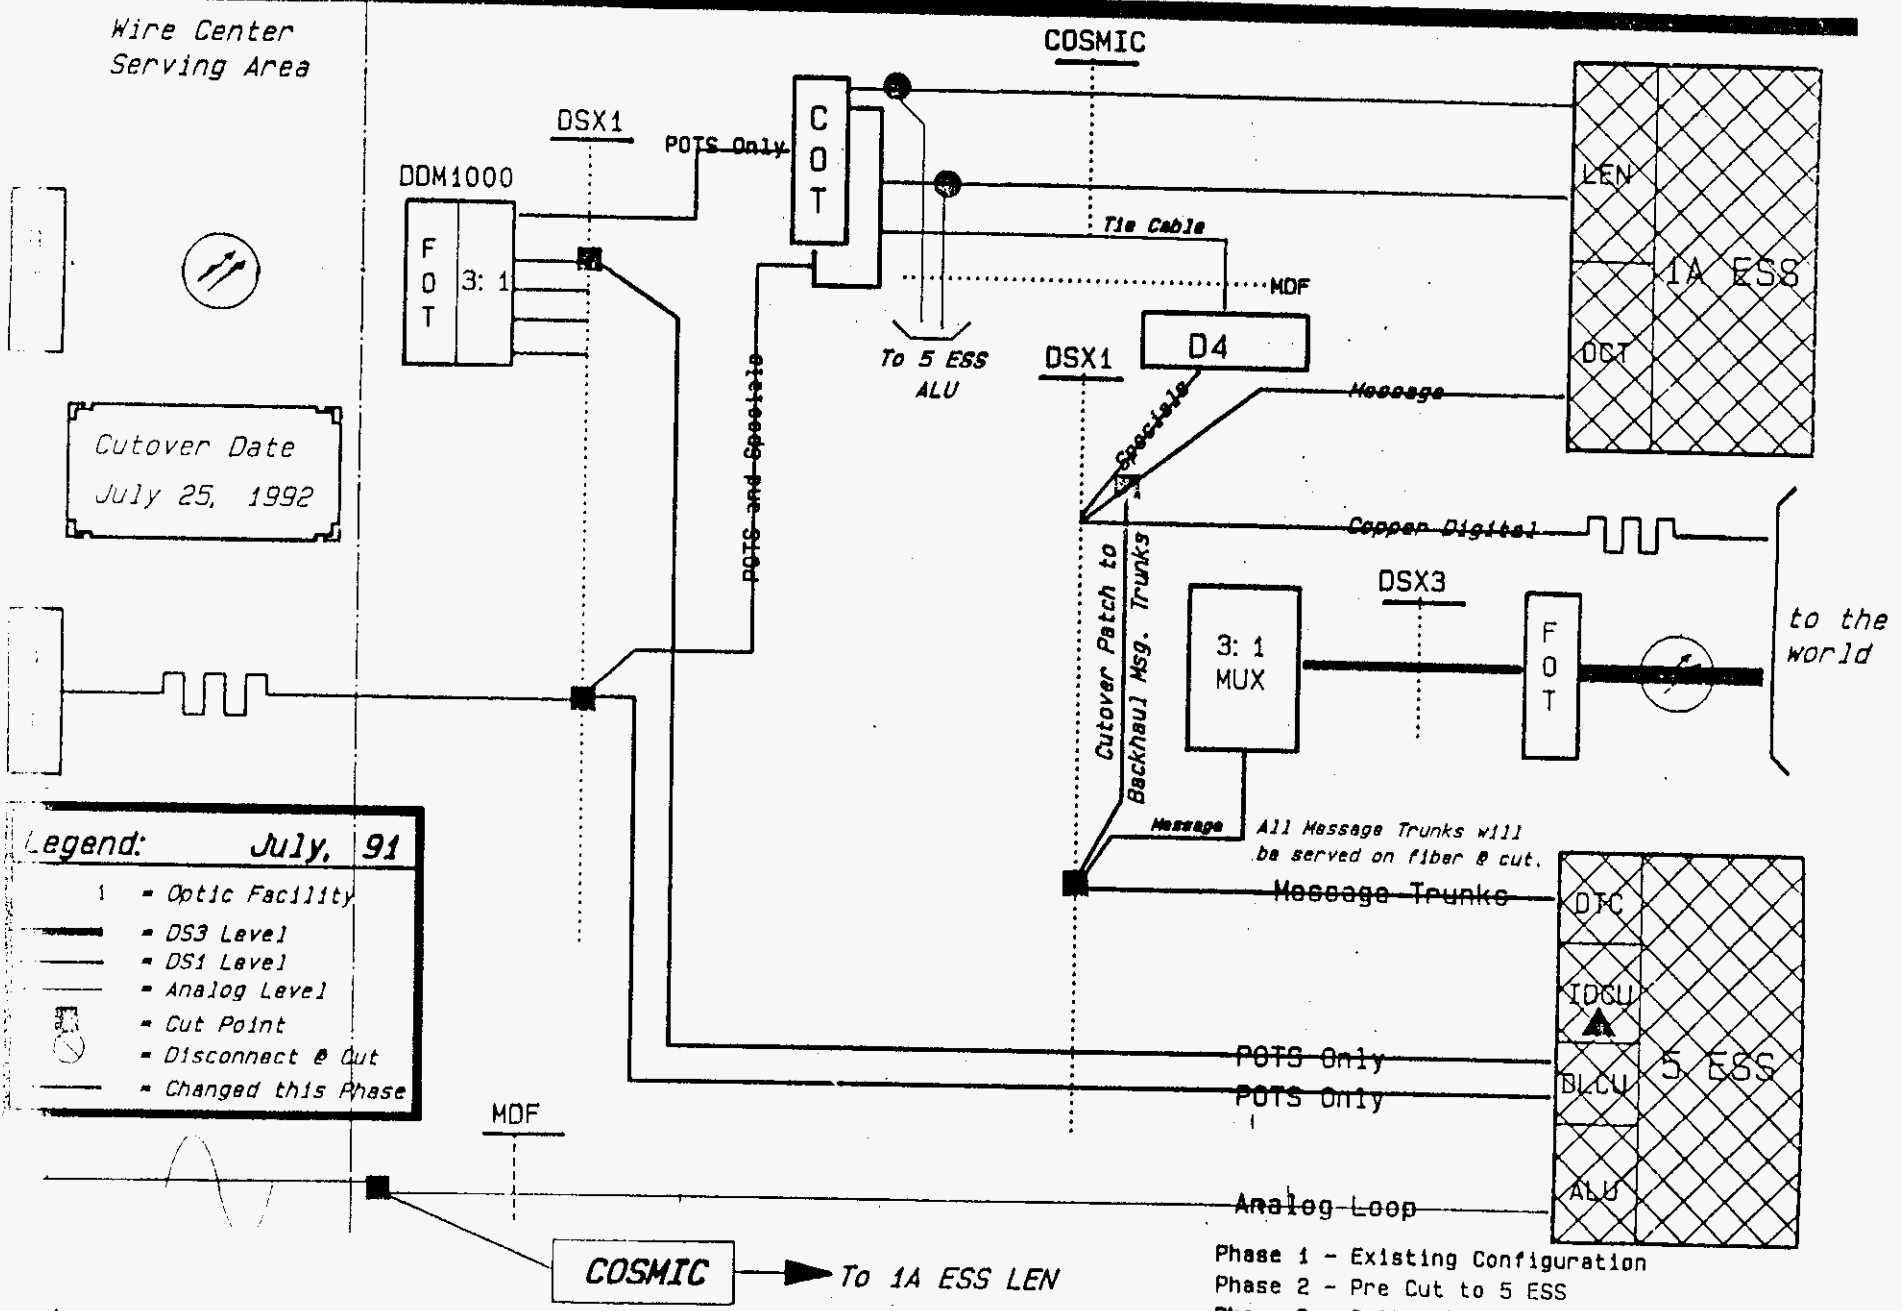 Wire Center
Serving Area
COSMIC
DSX1
POTS Only
COT
DDM1000
FOT
3:1
LEN
1A ESS
Tie Cable
MDF
D4
DSX1
To 5 ESS
ALU
DCT
Message
Specials
POTS and Specials
Cutover Date
July 25, 1992
Copper Digital
Cutover Patch to
Backhaul Msg. Trunks
DSX3
3:1
MUX
FOT
to the
world
Message
All Message Trunks will
be served on fiber @ cut.
Message Trunks
DTC
IDCU
5 ESS
DLCU
ALU
POTS Only
POTS Only
Analog Loop
Legend: July, 91
1 = Optic Facility
= DS3 Level
= DS1 Level
= Analog Level
= Cut Point
= Disconnect @ Cut
= Changed this Phase
MDF
COSMIC
To 1A ESS LEN
Phase 1 - Existing Configuration
Phase 2 - Pre Cut to 5 ESS